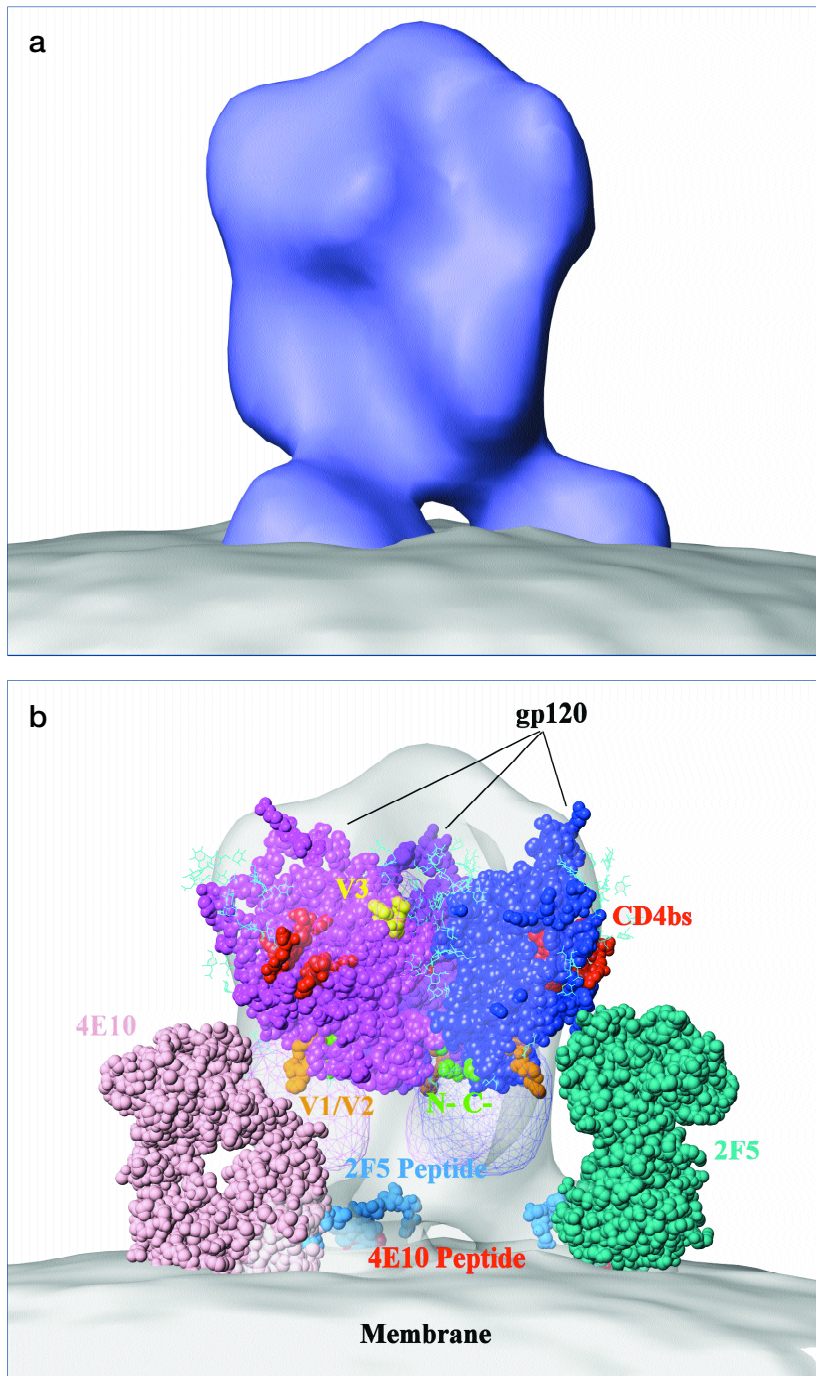 a
b
gp120
V3
CD4bs
4E10
V1/V2
N- C-
2F5
2F5 Peptide
4E10 Peptide
Membrane